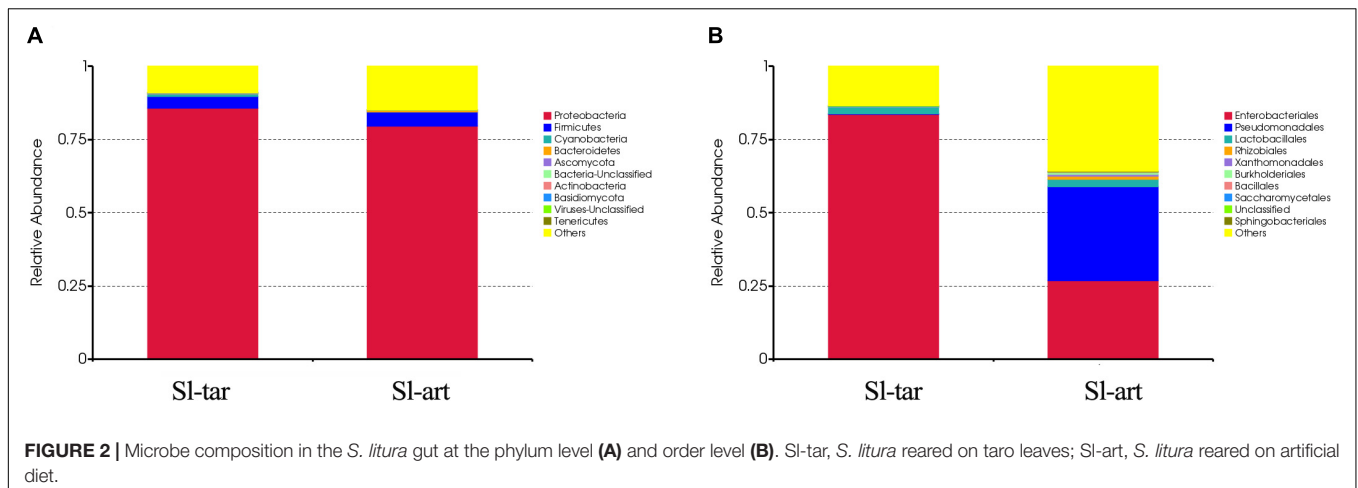 A
Relative Abundance
1
0.75
0.5
0.25
0
Sl-tar
Sl-art
Proteobacteria
Firmicutes
Cyanobacteria
Bacteroidetes
Ascomycota
Bacteria-Unclassified
Actinobacteria
Basidiomycota
Viruses-Unclassified
Tenericutes
Others
B
Relative Abundance
1
0.75
0.5
0.25
0
Sl-tar
Sl-art
Enterobacteriales
Pseudomonadales
Lactobacillales
Rhizobiales
Xanthomonadales
Burkholderiales
Bacillales
Saccharomycetales
Unclassified
Sphingobacteriales
Others
FIGURE 2 | Microbe composition in the S. litura gut at the phylum level (A) and order level (B). Sl-tar, S. litura reared on taro leaves; Sl-art, S. litura reared on artificial
diet.